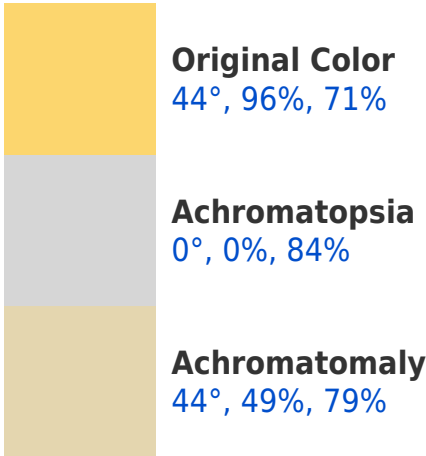 Original Color
44°, 96%, 71%
Achromatopsia
0°, 0%, 84%
Achromatomaly
44°, 49%, 79%